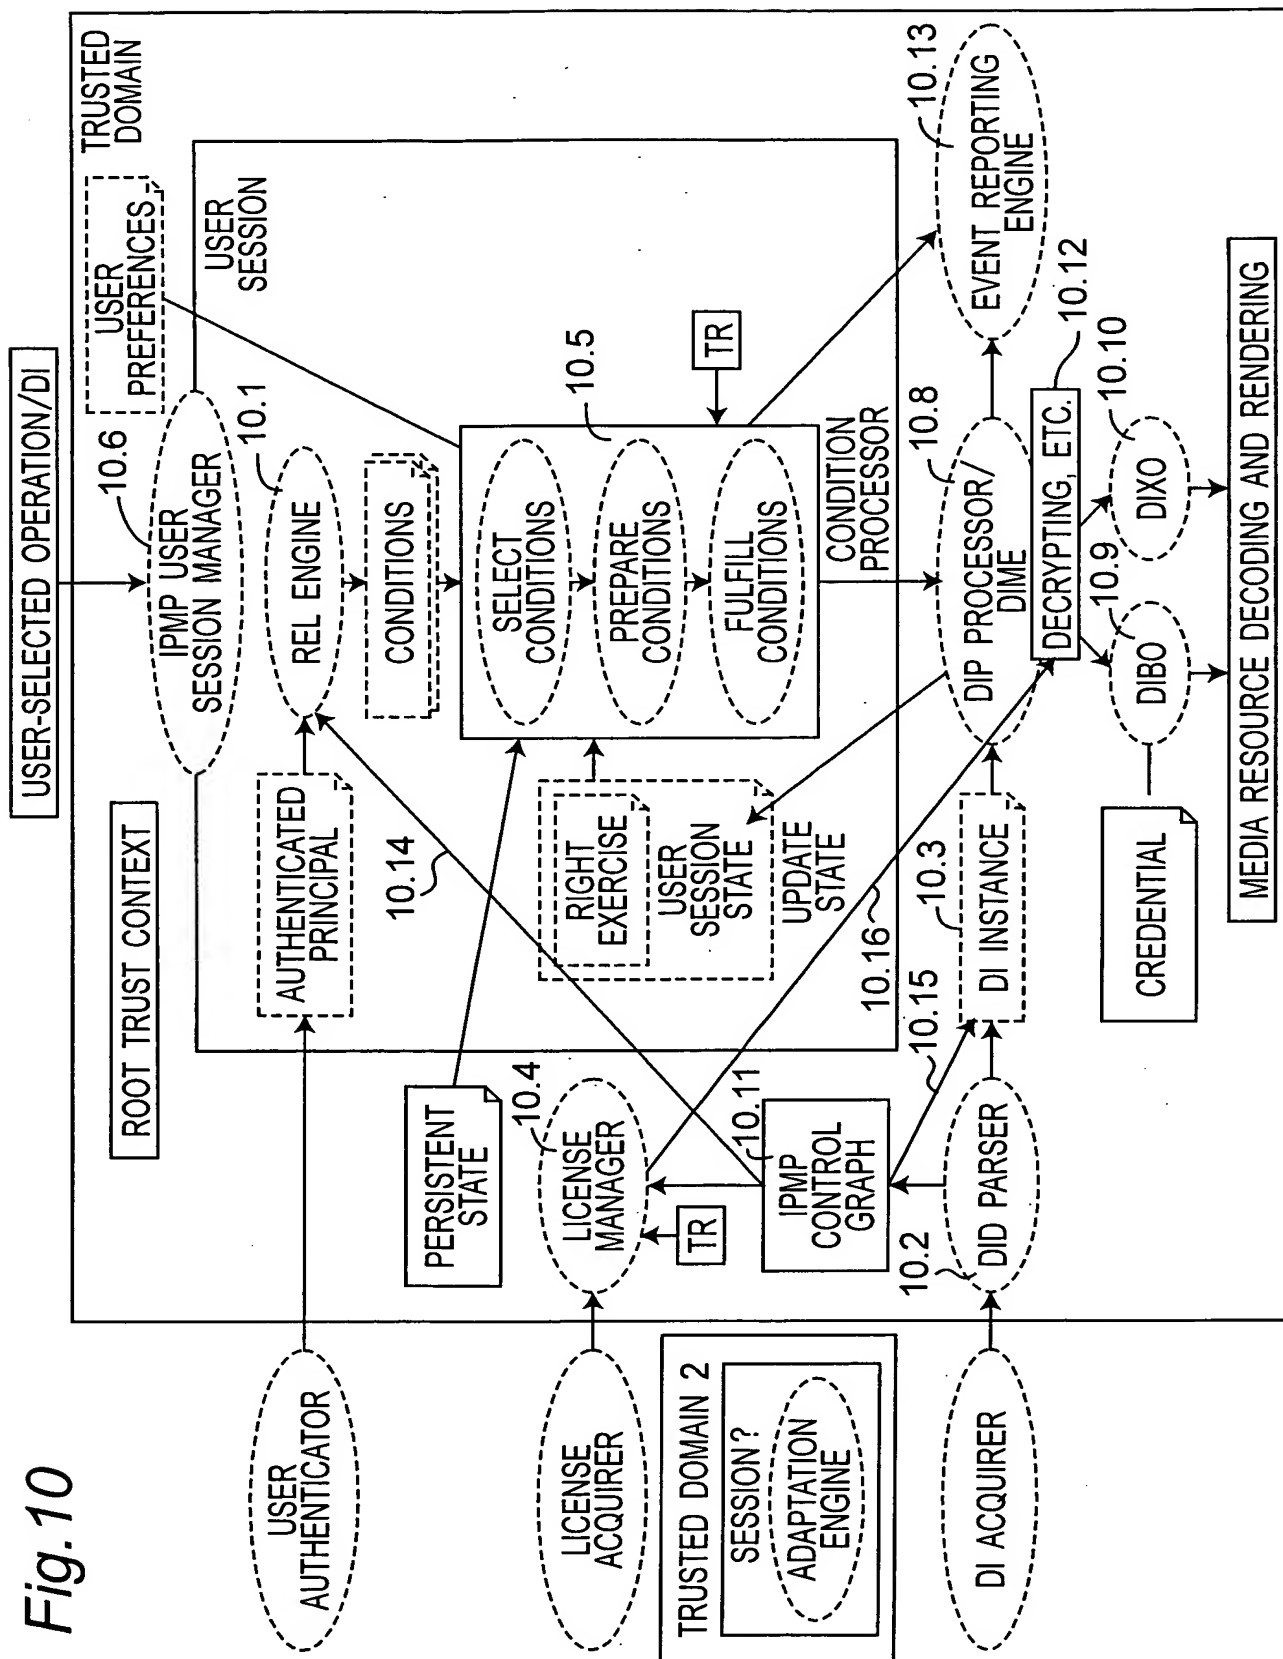 Fig.10
USER-SELECTED OPERATION/DI
TRUSTED
DOMAIN
ROOT TRUST CONTEXT
10.6
IPMP USER
SESSION MANAGER
USER
PREFERENCES
USER
SESSION
USER
AUTHENTICATOR
AUTHENTICATED
PRINCIPAL
REL ENGINE
10.1
10.14
CONDITIONS
PERSISTENT
STATE
SELECT
CONDITIONS
PREPARE
CONDITIONS
FULFILL
CONDITIONS
10.5
TR
CONDITION
PROCESSOR
RIGHT
EXERCISE
USER
SESSION
STATE
UPDATE
STATE
LICENSE
ACQUIRER
LICENSE
MANAGER
10.4
TR
10.11
IPMP
CONTROL
GRAPH
TRUSTED DOMAIN 2
SESSION?
ADAPTATION
ENGINE
10.16
10.15
DI ACQUIRER
10.2
DID PARSER
DI INSTANCE
10.3
DIP PROCESSOR/
DIME
10.8
EVENT REPORTING
ENGINE
10.13
DECRYPTING, ETC.
10.12
CREDENTIAL
DIBO
10.9
DIXO
10.10
MEDIA RESOURCE DECODING AND RENDERING